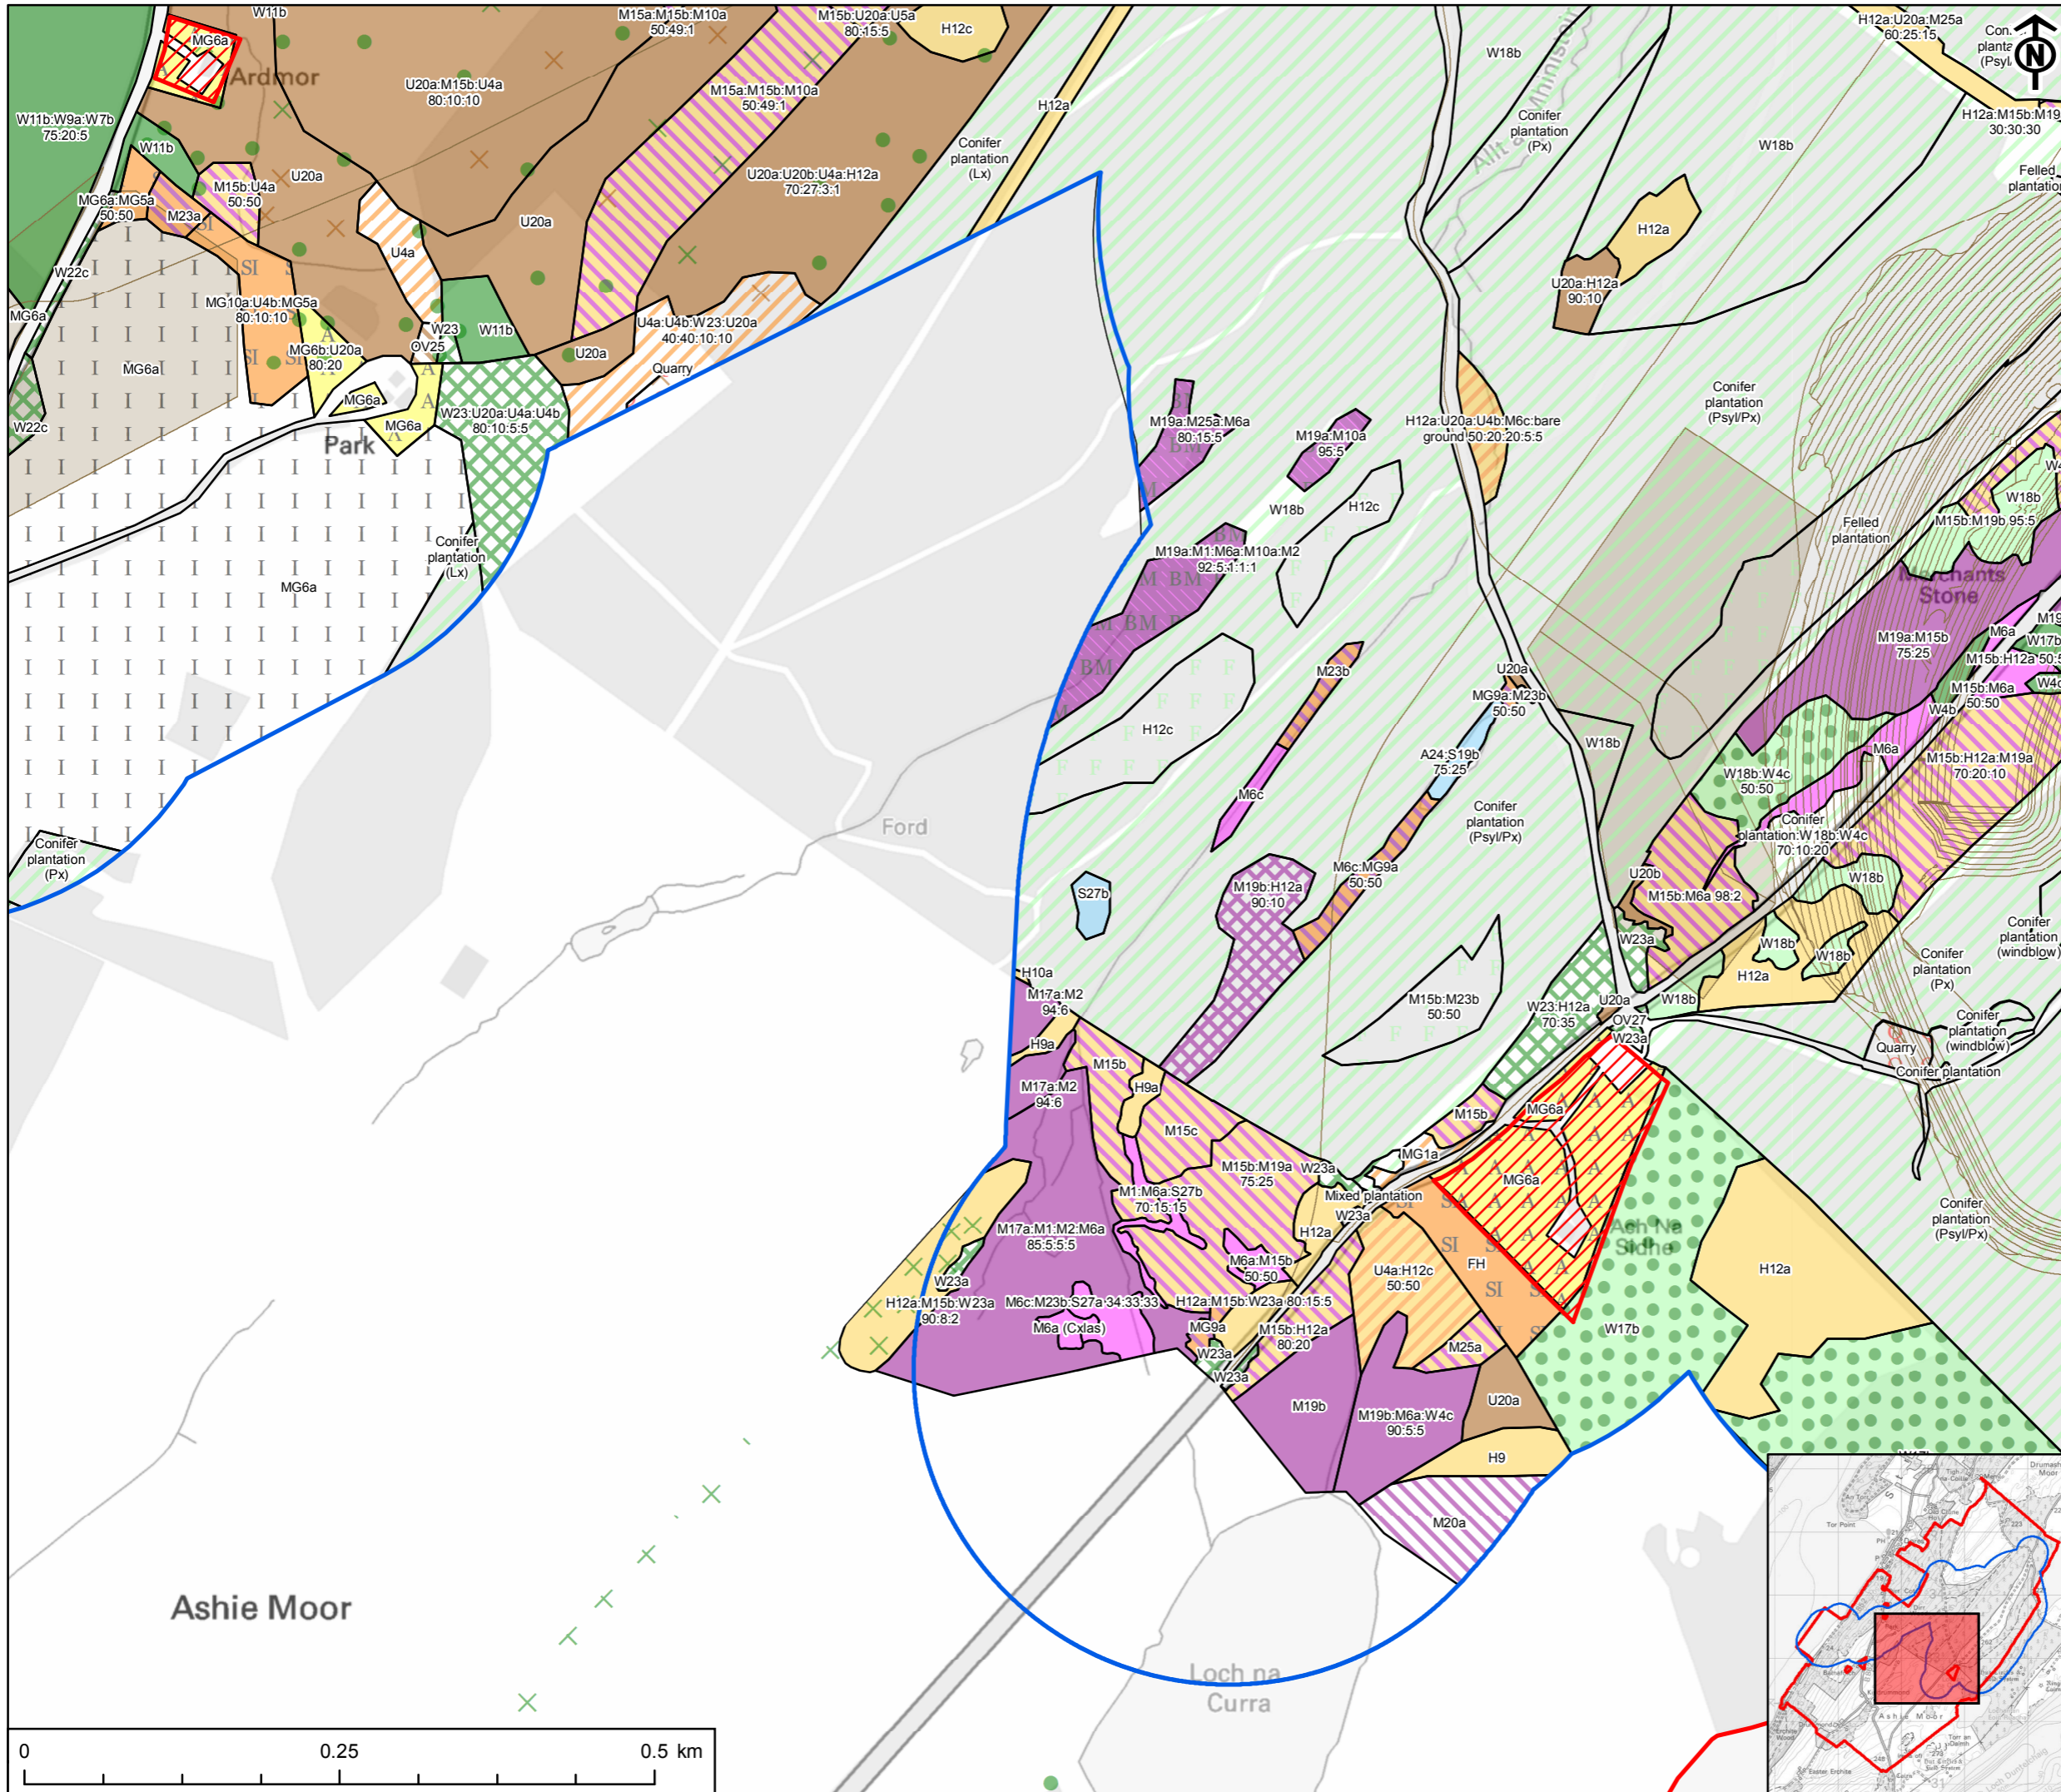 W11b
MG6a
Ardmor
M15a:M15b:M10a
50:49:1
M15b:U20a:U5a
80:15:5
H12c
U20a:M15b:U4a
80:10:10
M15a:M15b:M10a
50:49:1
H12a
W18b
H12a:U20a:M25a
60:25:15
N
W11b:W9a:W7b
75:20:5
W11b
Conifer
plantation
(Lx)
Conifer
plantation
(Px)
W18b
H12a:M15b:M19
30:30:30
Felled
plantation
U20a
M15b:U4a
50:50
MG6a:MG5a
50:50
M23a
SI
U20a:U20b:U4a:H12a
70:27:3:1
U20a
U4a
H12a
U20a:H12a
90:10
W22c
MG6a
MG10a:U4b:MG5a
80:10:10
MG6b:U20a
80:20
W23
OV25
W11b
U20a
U4a:U4b:W23:U20a
40:40:10:10
Quarry
MG6a
MG6a
MG6a
W22c
Park
W23:U20a:U4a:U4b
80:10:5:5
M19a:M25a:M6a
80:15:5
M19a:M10a
95:5
H12a:U20a:U4b:M6c:bare
ground 50:20:20:5:5
Conifer
plantation
(Psyl/Px)
W18b
H12c
W18b
M15b:M19b 95:5
Felled
plantation
Conifer
plantation
(Lx)
MG6a
M19a:M1:M6a:M10a:M2
92:5:1:1:1
BM
Merchants
Stone
M19a:M15b
75:25
M6a
W17b
M15b:H12a 50:5
M15b:M6a
50:50
W4b
M23b
U20a
MG9a:M23b
50:50
H12c
W18b
A24:S19b
75:25
M6a
M15b:H12a:M19a
70:20:10
W18b:W4c
50:50
M6c
Ford
Conifer
plantation
(Psyl/Px)
Conifer
plantation:W18b:W4c
70:10:20
Conifer
plantation
(Px)
M6c:MG9a
50:50
S27b
M19b:H12a
90:10
U20b
M15b:M6a 98:2
W18b
W23a
W18b
W18b
Conifer
plantation
(windblow)
Conifer
plantation
(Px)
H12a
H10a
M17a:M2
94:6
M15b:M23b
50:50
W23:H12a
70:35
U20a
W18b
OV27
W23a
Conifer
plantation
(windblow)
Quarry
Conifer plantation
H9a
M15b
M17a:M2
94:6
H9a
MG6a
M15b
M15c
MG1a
M15b:M19a
75:25
W23a
MG6a
Mixed plantation
W23a
M1:M6a:S27b
70:15:15
Conifer
plantation
(Psyl/Px)
Ach Na
Sidhe
M17a:M1:M2:M6a
85:5:5:5
H12a
M6a:M15b
50:50
SI
FH
U4a:H12c
50:50
H12a
W23a
H12a:M15b:W23a
90:8:2
M6c:M23b:S27a 34:33:33
H12a:M15b:W23a 80:15:5
M6a (Cxlas)
MG9a
M15b:H12a
80:20
W17b
M25a
W23a
W23a
M19b
U20a
M19b:M6a:W4c
90:5:5
H9
M20a
Ashie Moor
Loch na
Curra
0 0.25 0.5 km
Ashie Moor